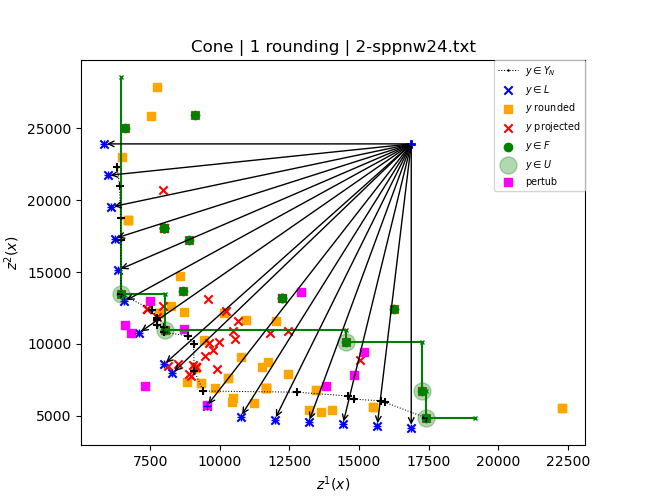 Cone | 1 rounding | 2-sppnw24.txt
y ∈ Y_N
y ∈ L
y rounded
y projected
y ∈ F
y ∈ U
pertub
25000
20000
15000
10000
5000
z²(x)
7500 10000 12500 15000 17500 20000 22500
z¹(x)